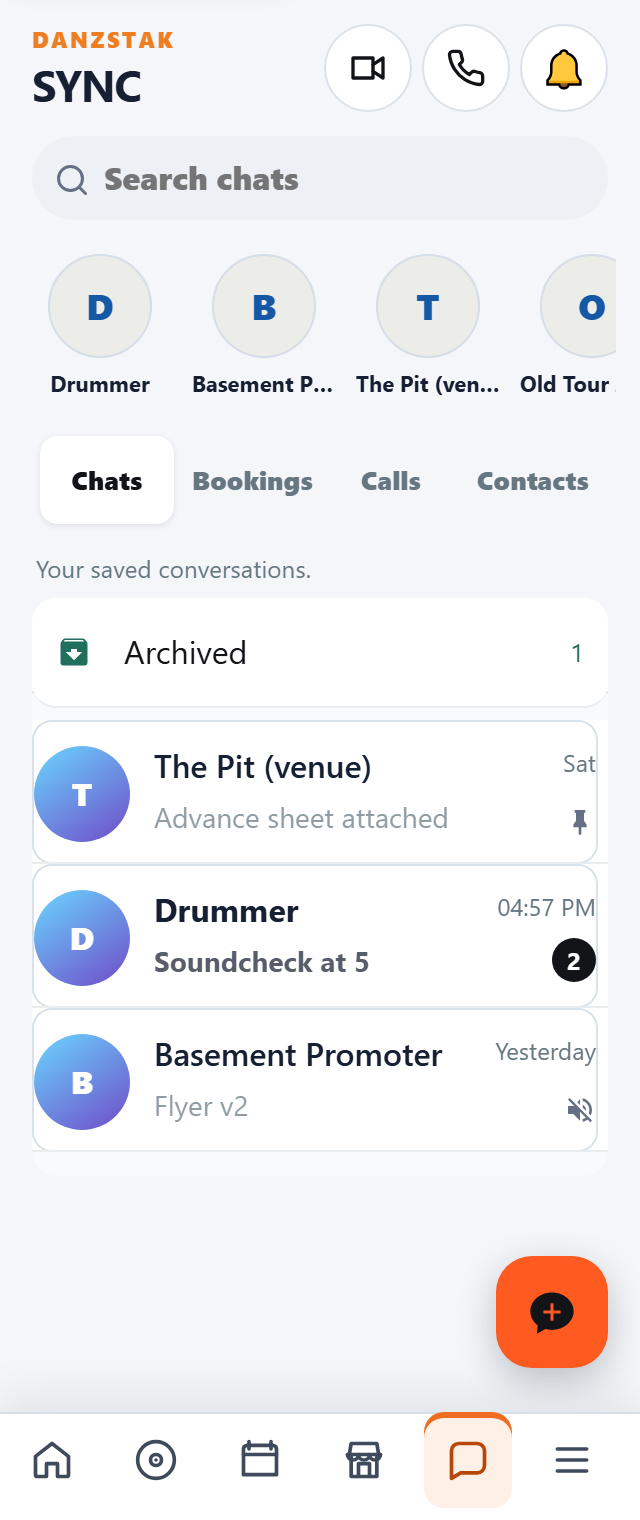 DANZSTAK
SYNC
Search chats
D
B
T
O
Drummer
Basement P...
The Pit (ven...
Old Tour
Chats
Bookings
Calls
Contacts
Your saved conversations.
Archived
1
T
The Pit (venue)
Sat
Advance sheet attached
D
Drummer
04:57 PM
Soundcheck at 5
2
B
Basement Promoter
Yesterday
Flyer v2